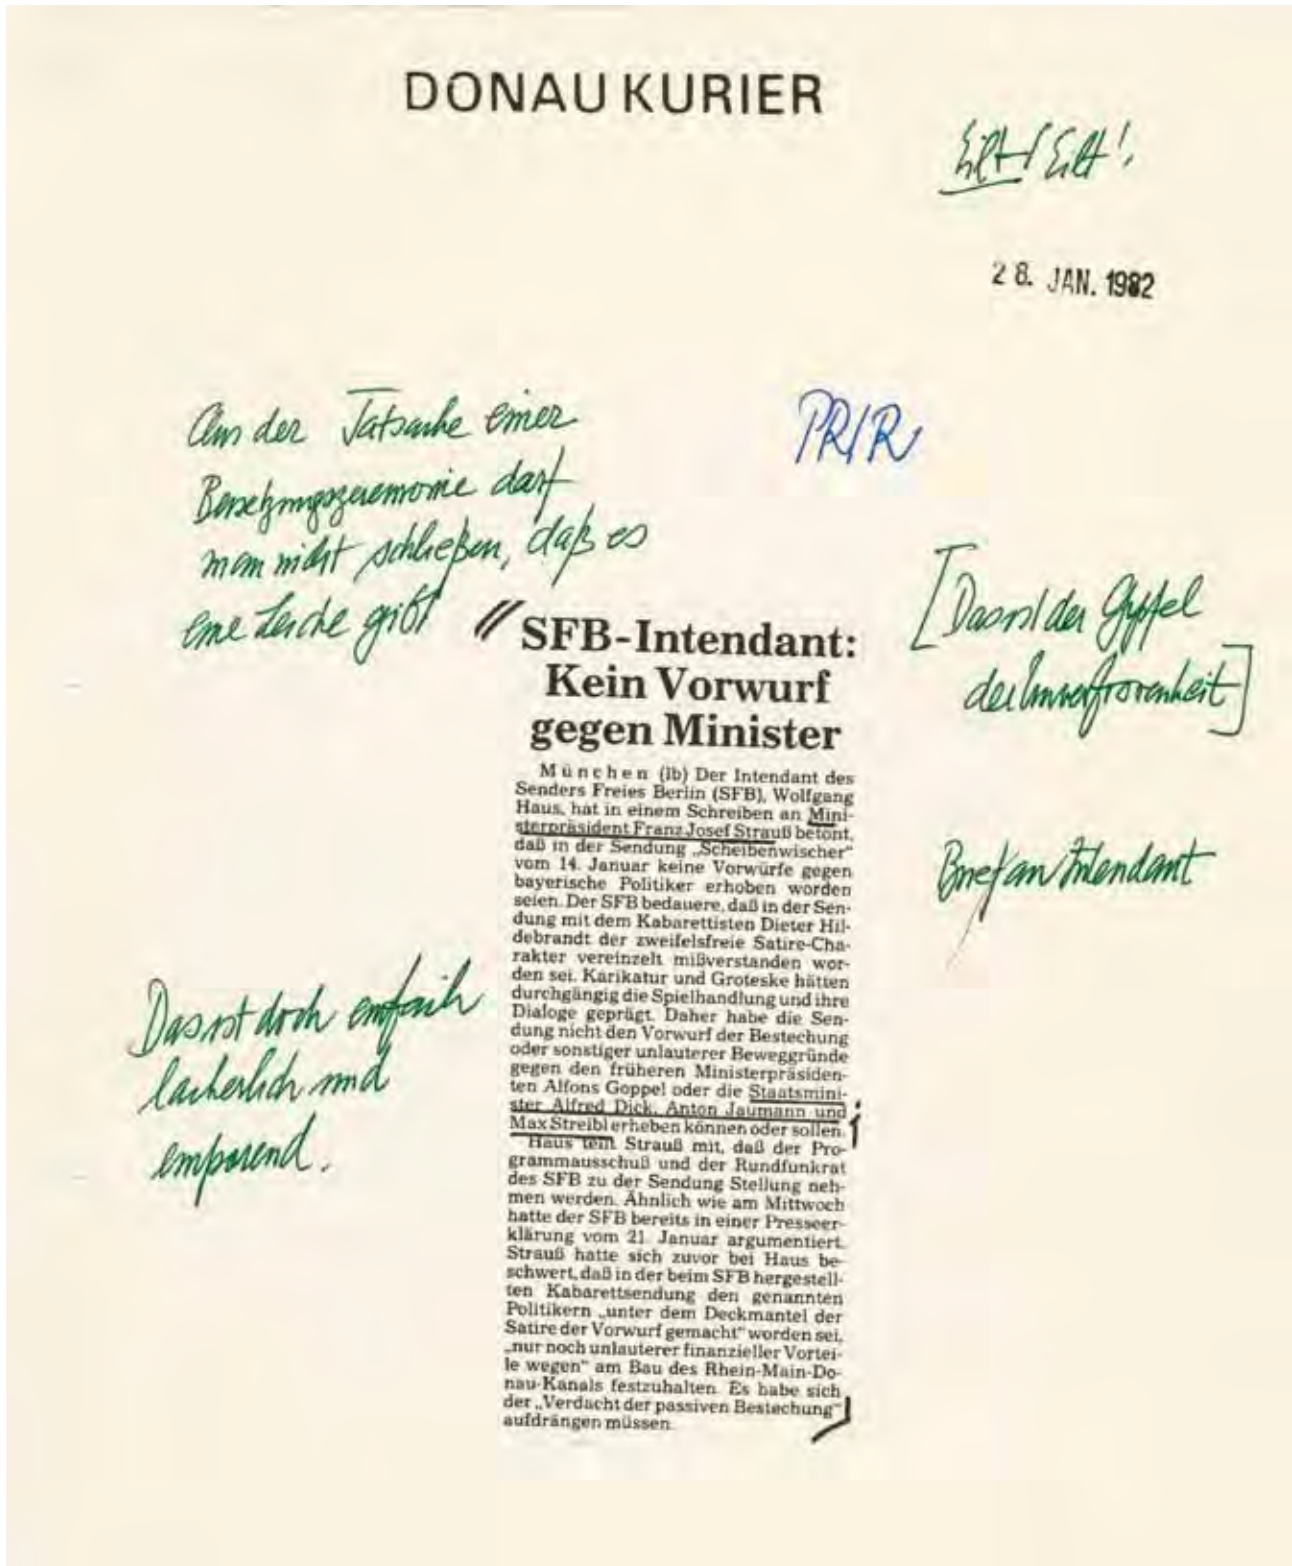 DONAU KURIER
Eilt! Eilt!
28. JAN. 1982
PR/R
Aus der Tatsache einer
Beisetzungszeremonie darf
man nicht schließen, daß es
eine Leiche gibt
[Das ist der Gipfel
der Unverfrorenheit]
Brief an Intendant
Das ist doch einfach
lächerlich und
empörend.
SFB-Intendant:
Kein Vorwurf
gegen Minister
München (lb) Der Intendant des
Senders Freies Berlin (SFB), Wolfgang
Haus, hat in einem Schreiben an Mini-
sterpräsident Franz Josef Strauß betont,
daß in der Sendung „Scheibenwischer“
vom 14. Januar keine Vorwürfe gegen
bayerische Politiker erhoben worden
seien. Der SFB bedauere, daß in der Sen-
dung mit dem Kabarettisten Dieter Hil-
debrandt der zweifelsfreie Satire-Cha-
rakter vereinzelt mißverstanden wor-
den sei. Karikatur und Groteske hätten
durchgängig die Spielhandlung und ihre
Dialoge geprägt. Daher habe die Sen-
dung nicht den Vorwurf der Bestechung
oder sonstiger unlauterer Beweggründe
gegen den früheren Ministerpräsiden-
ten Alfons Goppel oder die Staatsmini-
ster Alfred Dick, Anton Jaumann und
Max Streibl erheben können oder sollen.
Haus teilt Strauß mit, daß der Pro-
grammausschuß und der Rundfunkrat
des SFB zu der Sendung Stellung neh-
men werden. Ähnlich wie am Mittwoch
hatte der SFB bereits in einer Presseer-
klärung vom 21. Januar argumentiert.
Strauß hatte sich zuvor bei Haus be-
schwert, daß in der beim SFB hergestell-
ten Kabarettsendung den genannten
Politikern „unter dem Deckmantel der
Satire der Vorwurf gemacht“ worden sei,
„nur noch unlauterer finanzieller Vortei-
le wegen“ am Bau des Rhein-Main-Do-
nau-Kanals festzuhalten. Es habe sich
der „Verdacht der passiven Bestechung“
aufdrängen müssen.